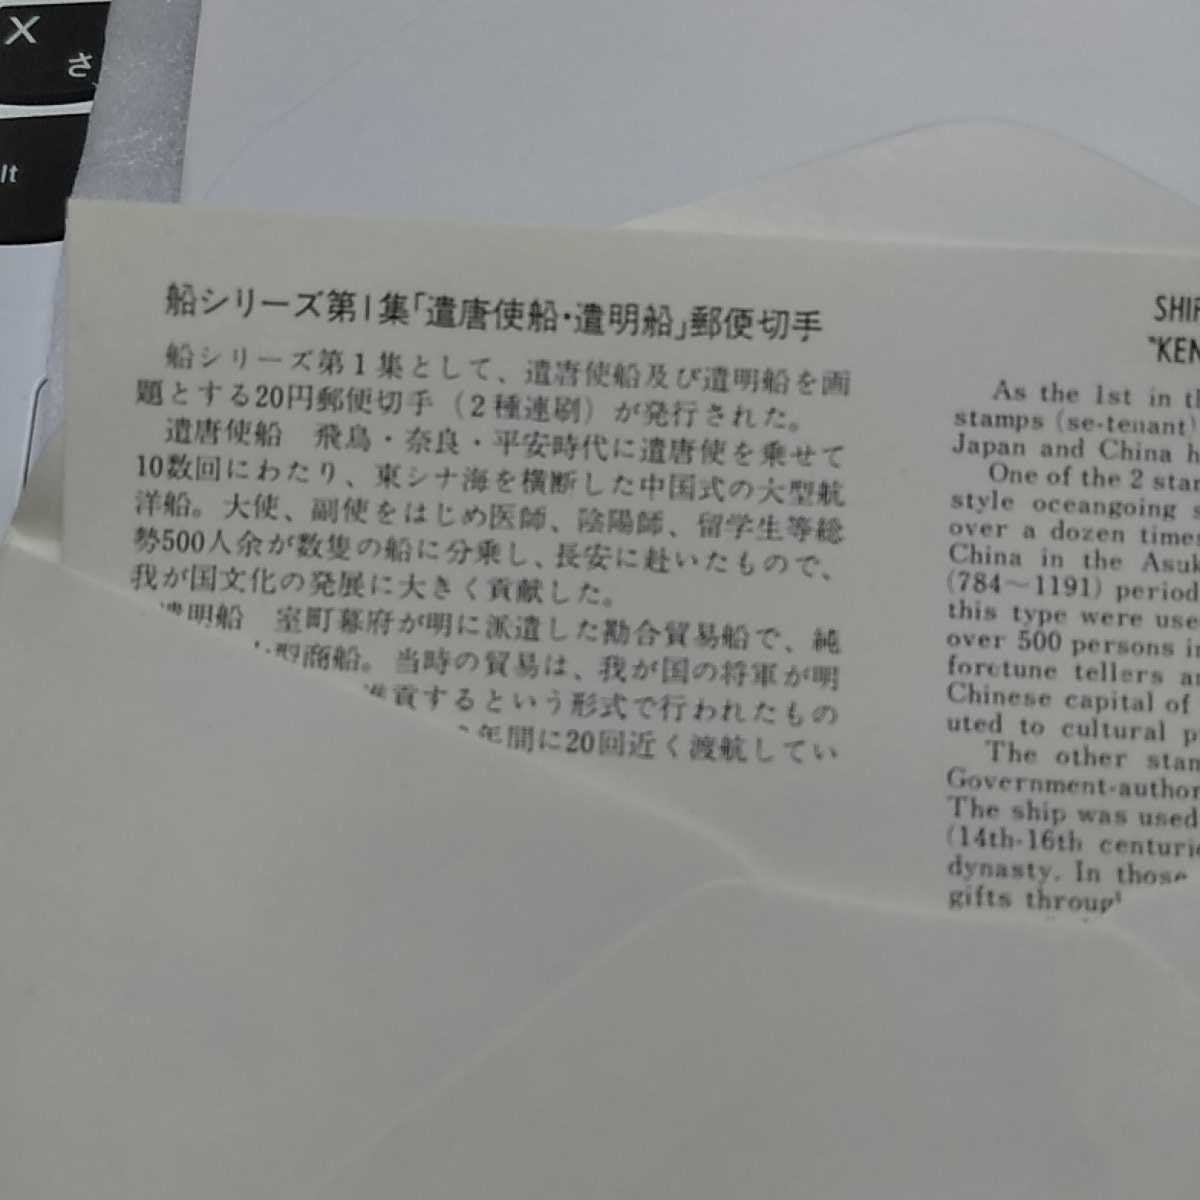 X
さ
lt
船シリーズ第1集「遣唐使船・遣明船」郵便切手
船シリーズ第1集として、遣唐使船及び遣明船を画
題とする20円郵便切手（2種連刷）が発行された。
遣唐使船　飛鳥・奈良・平安時代に遣唐使を乗せて
10数回にわたり、東シナ海を横断した中国式の大型航
洋船。大使、副使をはじめ医師、陰陽師、留学生等総
勢500人余が数隻の船に分乗し、長安に赴いたもので、
我が国文化の発展に大きく貢献した。
遣明船　室町幕府が明に派遣した勘合貿易船で、純
型商船。当時の貿易は、我が国の将軍が明
進貢するという形式で行われたもの
年間に20回近く渡航してい
SHIP
"KEN
As the 1st in th
stamps (se-tenant)
Japan and China h
One of the 2 stam
style oceangoing s
over a dozen times
China in the Asuk
(784～1191) period
this type were use
over 500 persons in
forctune tellers an
Chinese capital of
uted to cultural p
The other stam
Government-author
The ship was used
(14th-16th centurie
dynasty. In those
gifts throug